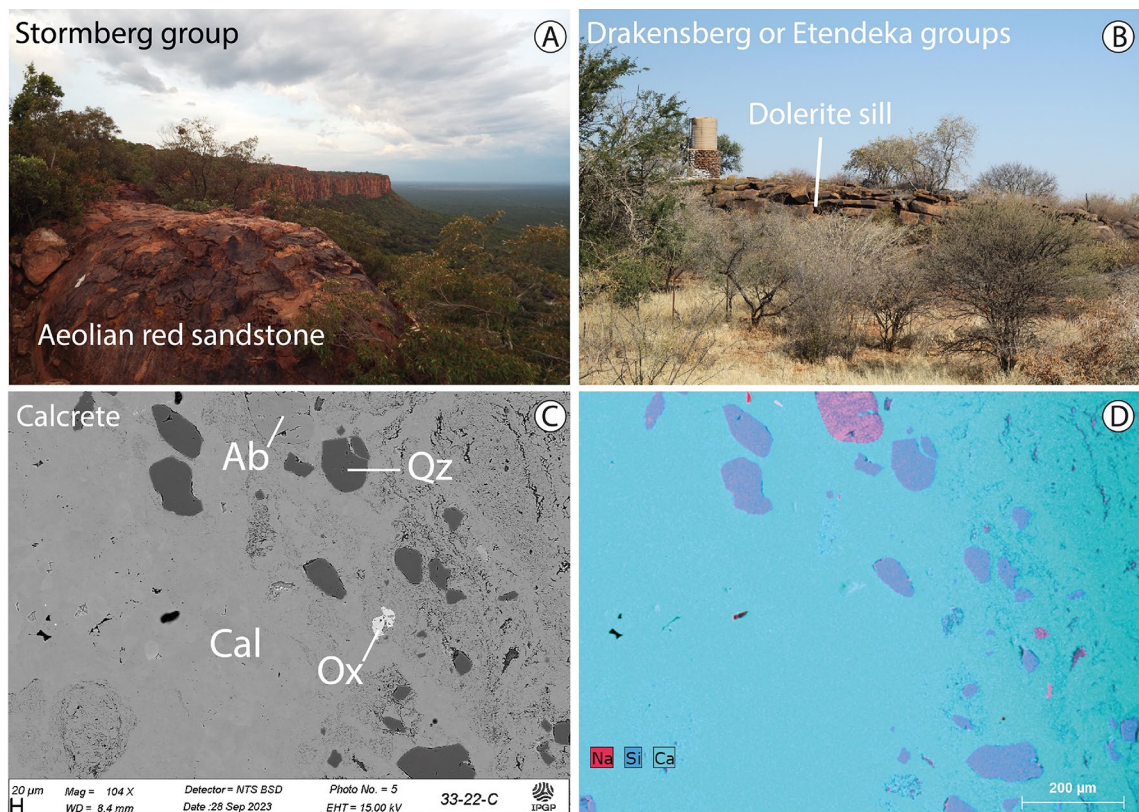 Stormberg group
A
Aeolian red sandstone
Drakensberg or Etendeka groups
B
Dolerite sill
Calcrete
C
Ab
Qz
Cal
Ox
20 µm
H
Mag = 104 X
WD = 8.4 mm
Detector = NTS BSD
Date :28 Sep 2023
Photo No. = 5
EHT = 15.00 kV
33-22-C
IPGP
D
Na Si Ca
200 µm